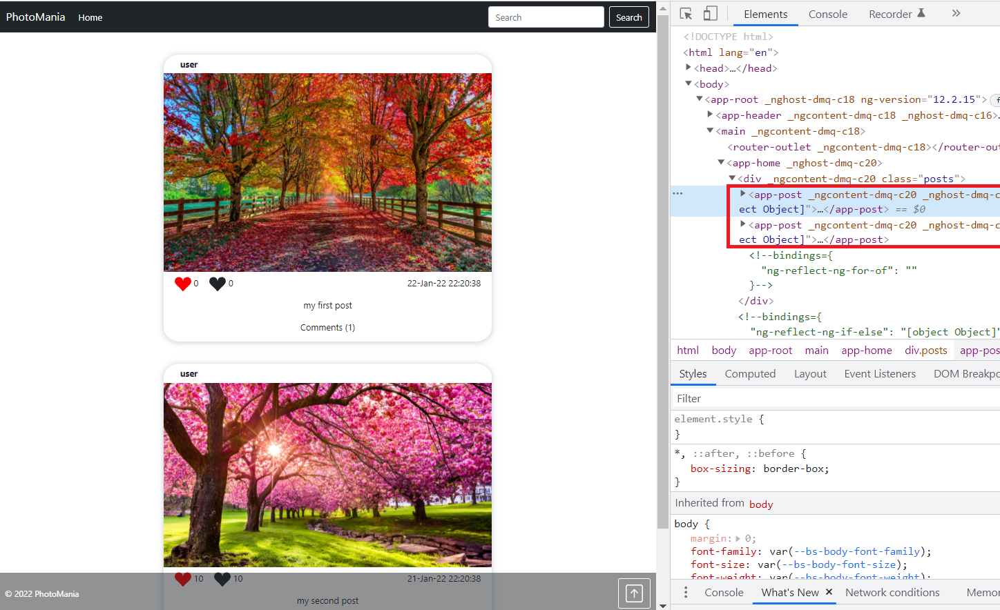 PhotoMania Home Search Search
user
0 0 22-Jan-22 22:20:38
my first post
Comments (1)
user
10 10 21-Jan-22 22:20:38
my second post
© 2022 PhotoMania
Elements Console Recorder
<!DOCTYPE html>
<html lang="en">
<head>…</head>
<body>
<app-root _nghost-dmq-c18 ng-version="12.2.15"> f
<app-header _ngcontent-dmq-c18 _nghost-dmq-c16>…
<main _ngcontent-dmq-c18>
<router-outlet _ngcontent-dmq-c18></router-out
<app-home _nghost-dmq-c20>
<div _ngcontent-dmq-c20 class="posts">
<app-post _ngcontent-dmq-c20 _nghost-dmq-c
ect Object]">…</app-post> == $0
<app-post _ngcontent-dmq-c20 _nghost-dmq-c
ect Object]">…</app-post>
<!--bindings={
"ng-reflect-ng-for-of": ""
}-->
</div>
<!--bindings={
"ng-reflect-ng-if-else": "[object Object]"
html body app-root main app-home div.posts app-pos
Styles Computed Layout Event Listeners DOM Breakpo
Filter
element.style {
}
*, ::after, ::before {
box-sizing: border-box;
}
Inherited from body
body {
margin: 0;
font-family: var(--bs-body-font-family);
font-size: var(--bs-body-font-size);
font-weight: var(--bs-body-font-weight);
Console What's New × Network conditions Memor